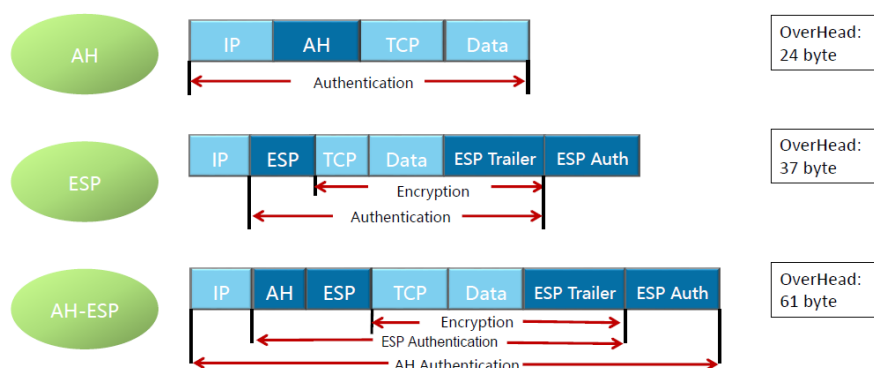 AH
IP AH TCP Data
Authentication
OverHead:
24 byte
ESP
IP ESP TCP Data ESP Trailer ESP Auth
Encryption
Authentication
OverHead:
37 byte
AH-ESP
IP AH ESP TCP Data ESP Trailer ESP Auth
Encryption
ESP Authentication
AH Authentication
OverHead:
61 byte